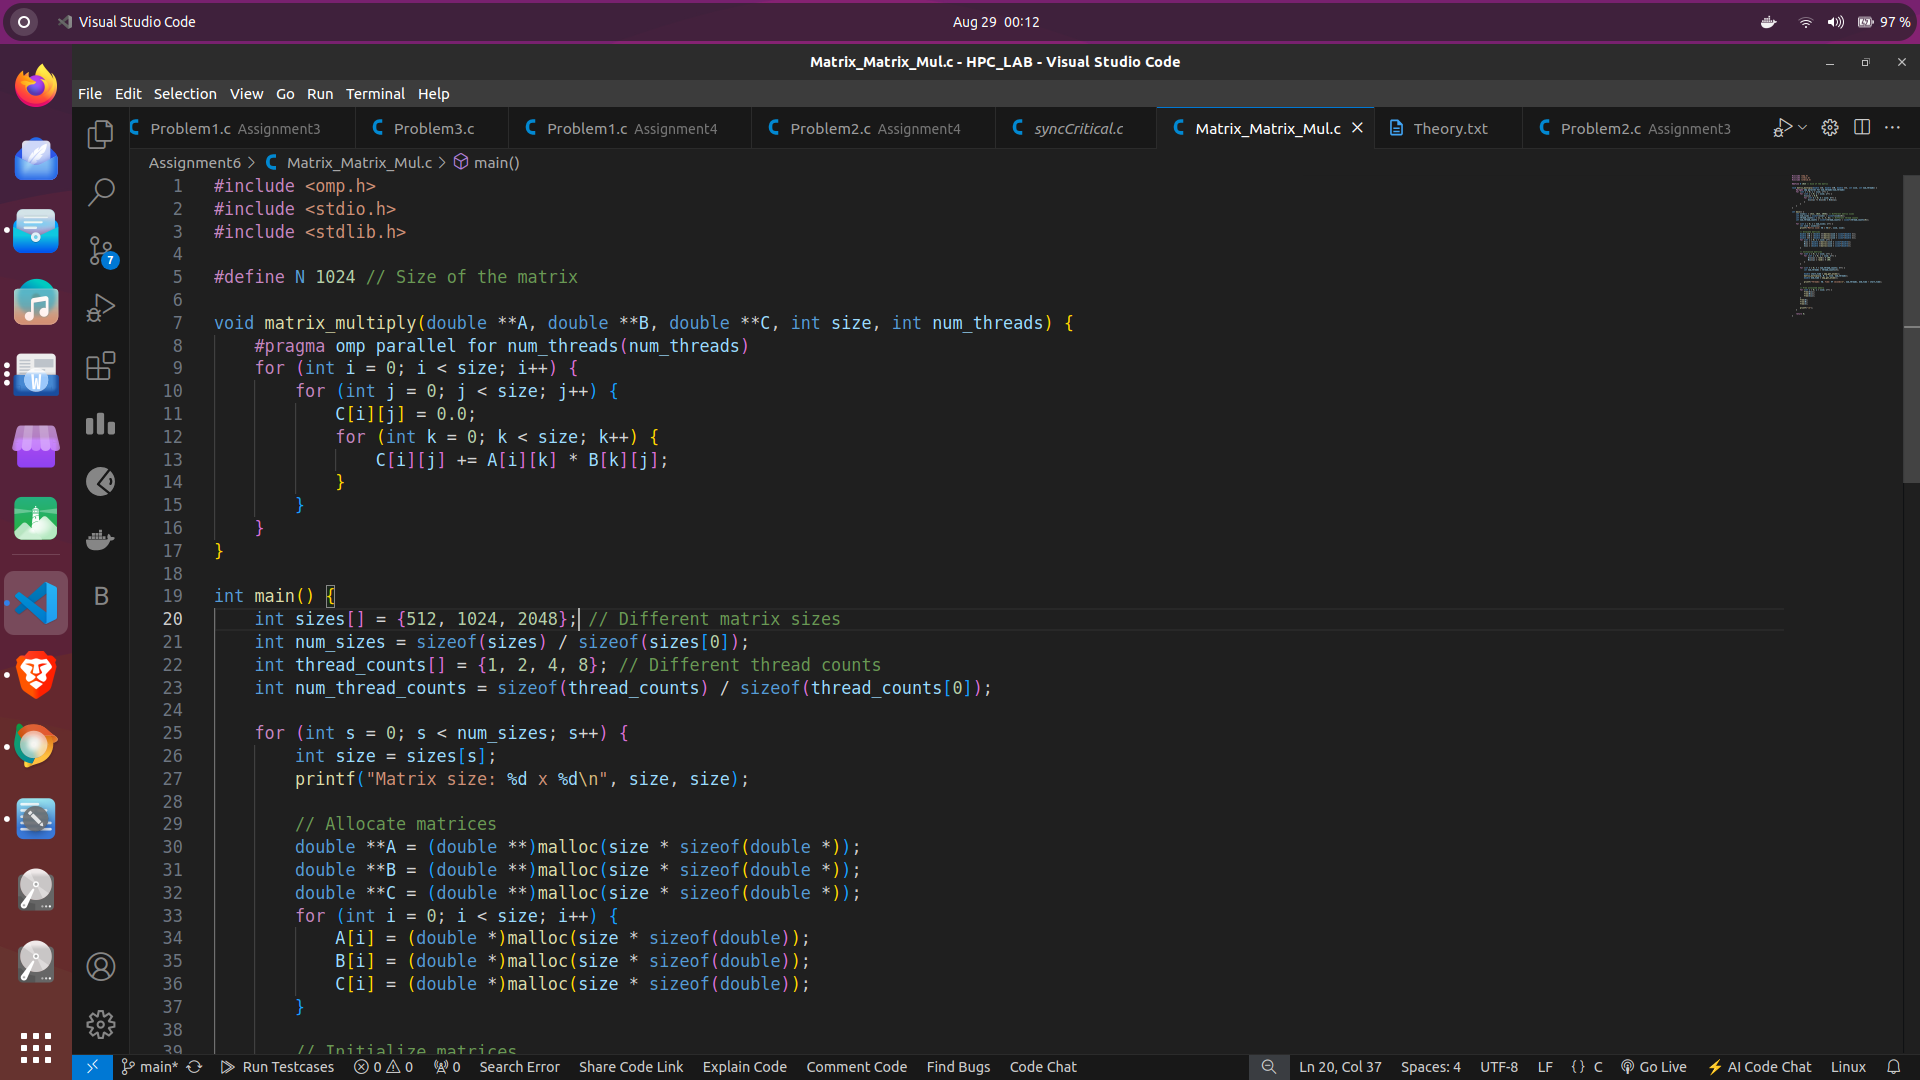 Visual Studio Code
Aug 29 00:12
97 %
Matrix_Matrix_Mul.c - HPC_LAB - Visual Studio Code
File Edit Selection View Go Run Terminal Help
Problem1.c Assignment3 Problem3.c Problem1.c Assignment4 Problem2.c Assignment4 syncCritical.c Matrix_Matrix_Mul.c Theory.txt Problem2.c Assignment3
Assignment6 > Matrix_Matrix_Mul.c > main()
1 #include <omp.h>
2 #include <stdio.h>
3 #include <stdlib.h>
4
5 #define N 1024 // Size of the matrix
6
7 void matrix_multiply(double **A, double **B, double **C, int size, int num_threads) {
8 #pragma omp parallel for num_threads(num_threads)
9 for (int i = 0; i < size; i++) {
10 for (int j = 0; j < size; j++) {
11 C[i][j] = 0.0;
12 for (int k = 0; k < size; k++) {
13 C[i][j] += A[i][k] * B[k][j];
14 }
15 }
16 }
17 }
18
19 int main() {
20 int sizes[] = {512, 1024, 2048}; // Different matrix sizes
21 int num_sizes = sizeof(sizes) / sizeof(sizes[0]);
22 int thread_counts[] = {1, 2, 4, 8}; // Different thread counts
23 int num_thread_counts = sizeof(thread_counts) / sizeof(thread_counts[0]);
24
25 for (int s = 0; s < num_sizes; s++) {
26 int size = sizes[s];
27 printf("Matrix size: %d x %d\n", size, size);
28
29 // Allocate matrices
30 double **A = (double **)malloc(size * sizeof(double *));
31 double **B = (double **)malloc(size * sizeof(double *));
32 double **C = (double **)malloc(size * sizeof(double *));
33 for (int i = 0; i < size; i++) {
34 A[i] = (double *)malloc(size * sizeof(double));
35 B[i] = (double *)malloc(size * sizeof(double));
36 C[i] = (double *)malloc(size * sizeof(double));
37 }
38
39 // Initialize matrices
7
B
W
main* Run Testcases 0 0 0 Search Error Share Code Link Explain Code Comment Code Find Bugs Code Chat Ln 20, Col 37 Spaces: 4 UTF-8 LF {} C Go Live AI Code Chat Linux